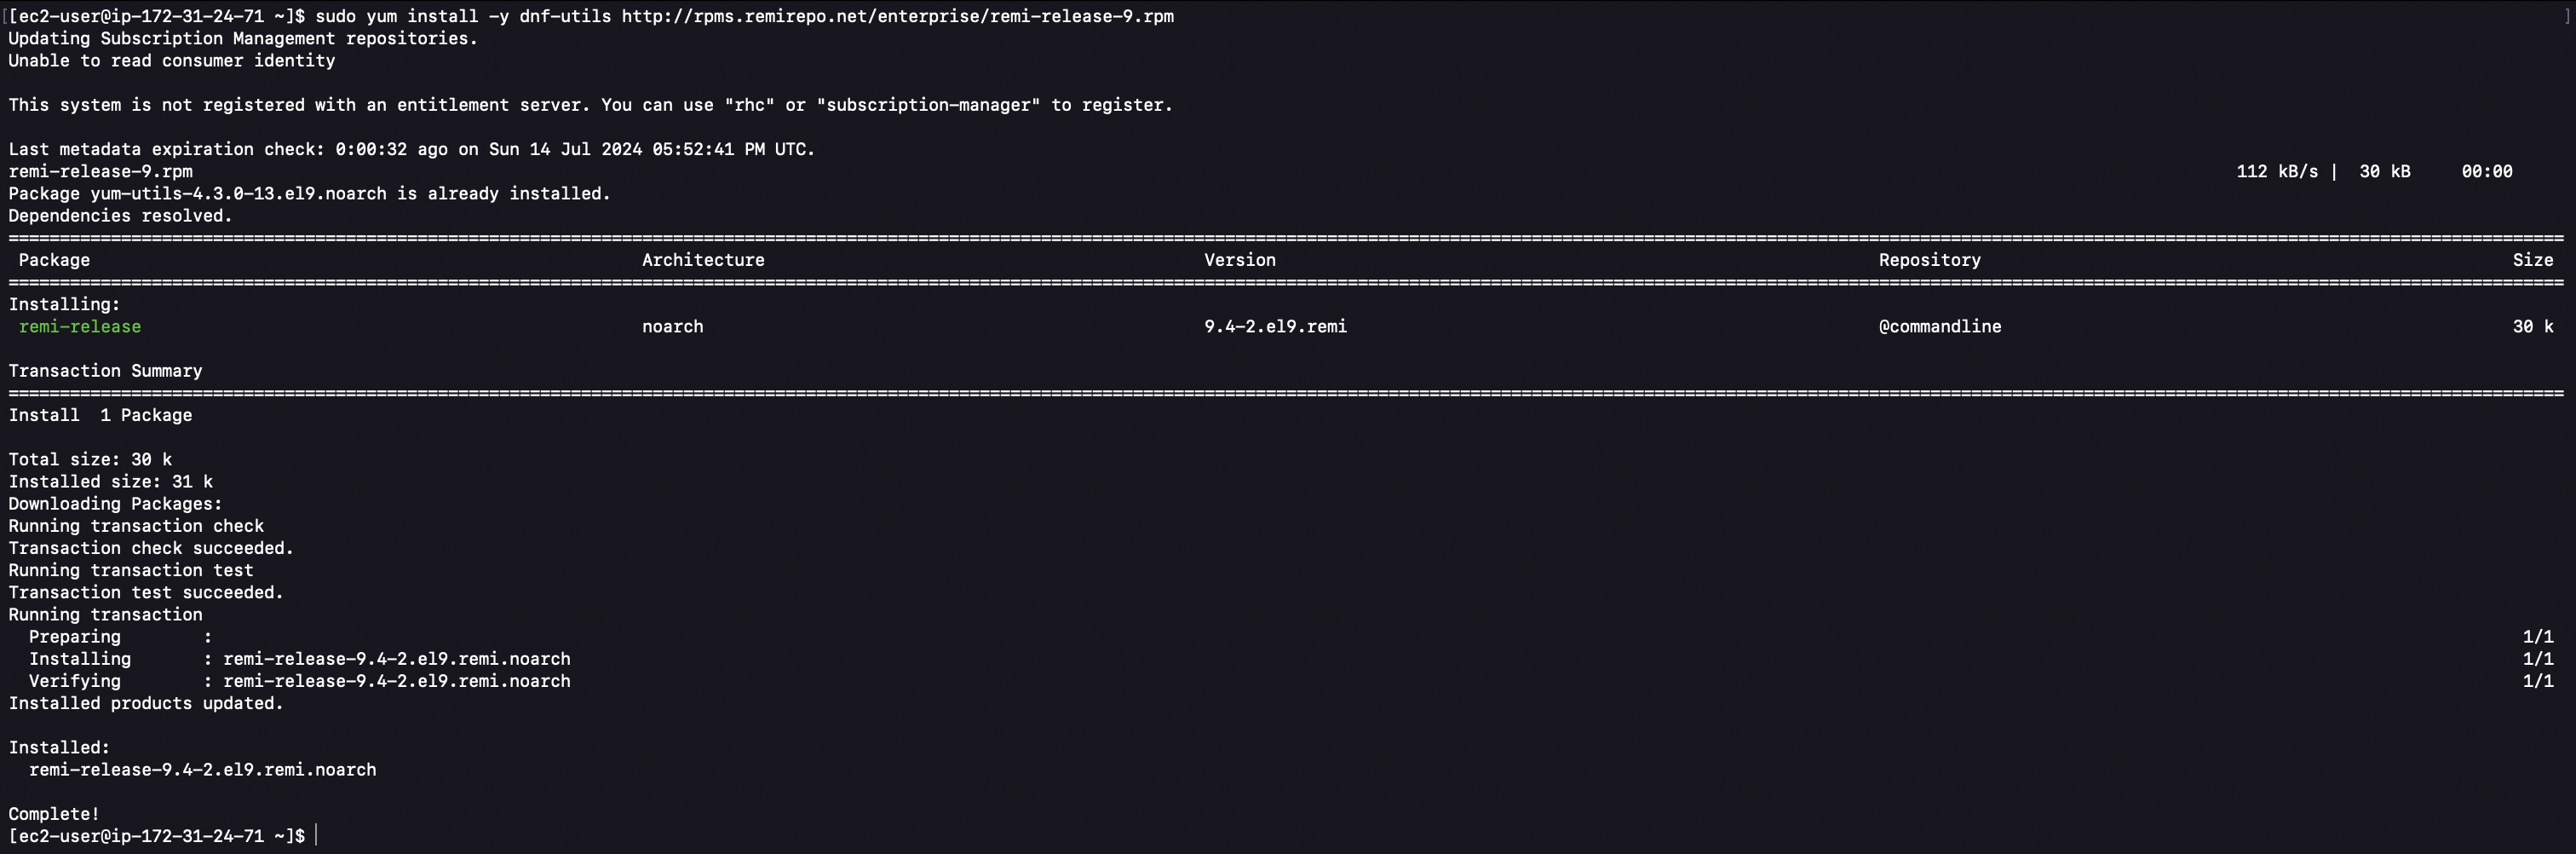 [ec2-user@ip-172-31-24-71 ~]$ sudo yum install -y dnf-utils http://rpms.remirepo.net/enterprise/remi-release-9.rpm
Updating Subscription Management repositories.
Unable to read consumer identity
This system is not registered with an entitlement server. You can use "rhc" or "subscription-manager" to register.
Last metadata expiration check: 0:00:32 ago on Sun 14 Jul 2024 05:52:41 PM UTC.
remi-release-9.rpm 112 kB/s | 30 kB 00:00
Package yum-utils-4.3.0-13.el9.noarch is already installed.
Dependencies resolved.
Package Architecture Version Repository Size
Installing:
remi-release noarch 9.4-2.el9.remi @commandline 30 k
Transaction Summary
Install 1 Package
Total size: 30 k
Installed size: 31 k
Downloading Packages:
Running transaction check
Transaction check succeeded.
Running transaction test
Transaction test succeeded.
Running transaction
Preparing : 1/1
Installing : remi-release-9.4-2.el9.remi.noarch 1/1
Verifying : remi-release-9.4-2.el9.remi.noarch 1/1
Installed products updated.
Installed:
remi-release-9.4-2.el9.remi.noarch
Complete!
[ec2-user@ip-172-31-24-71 ~]$